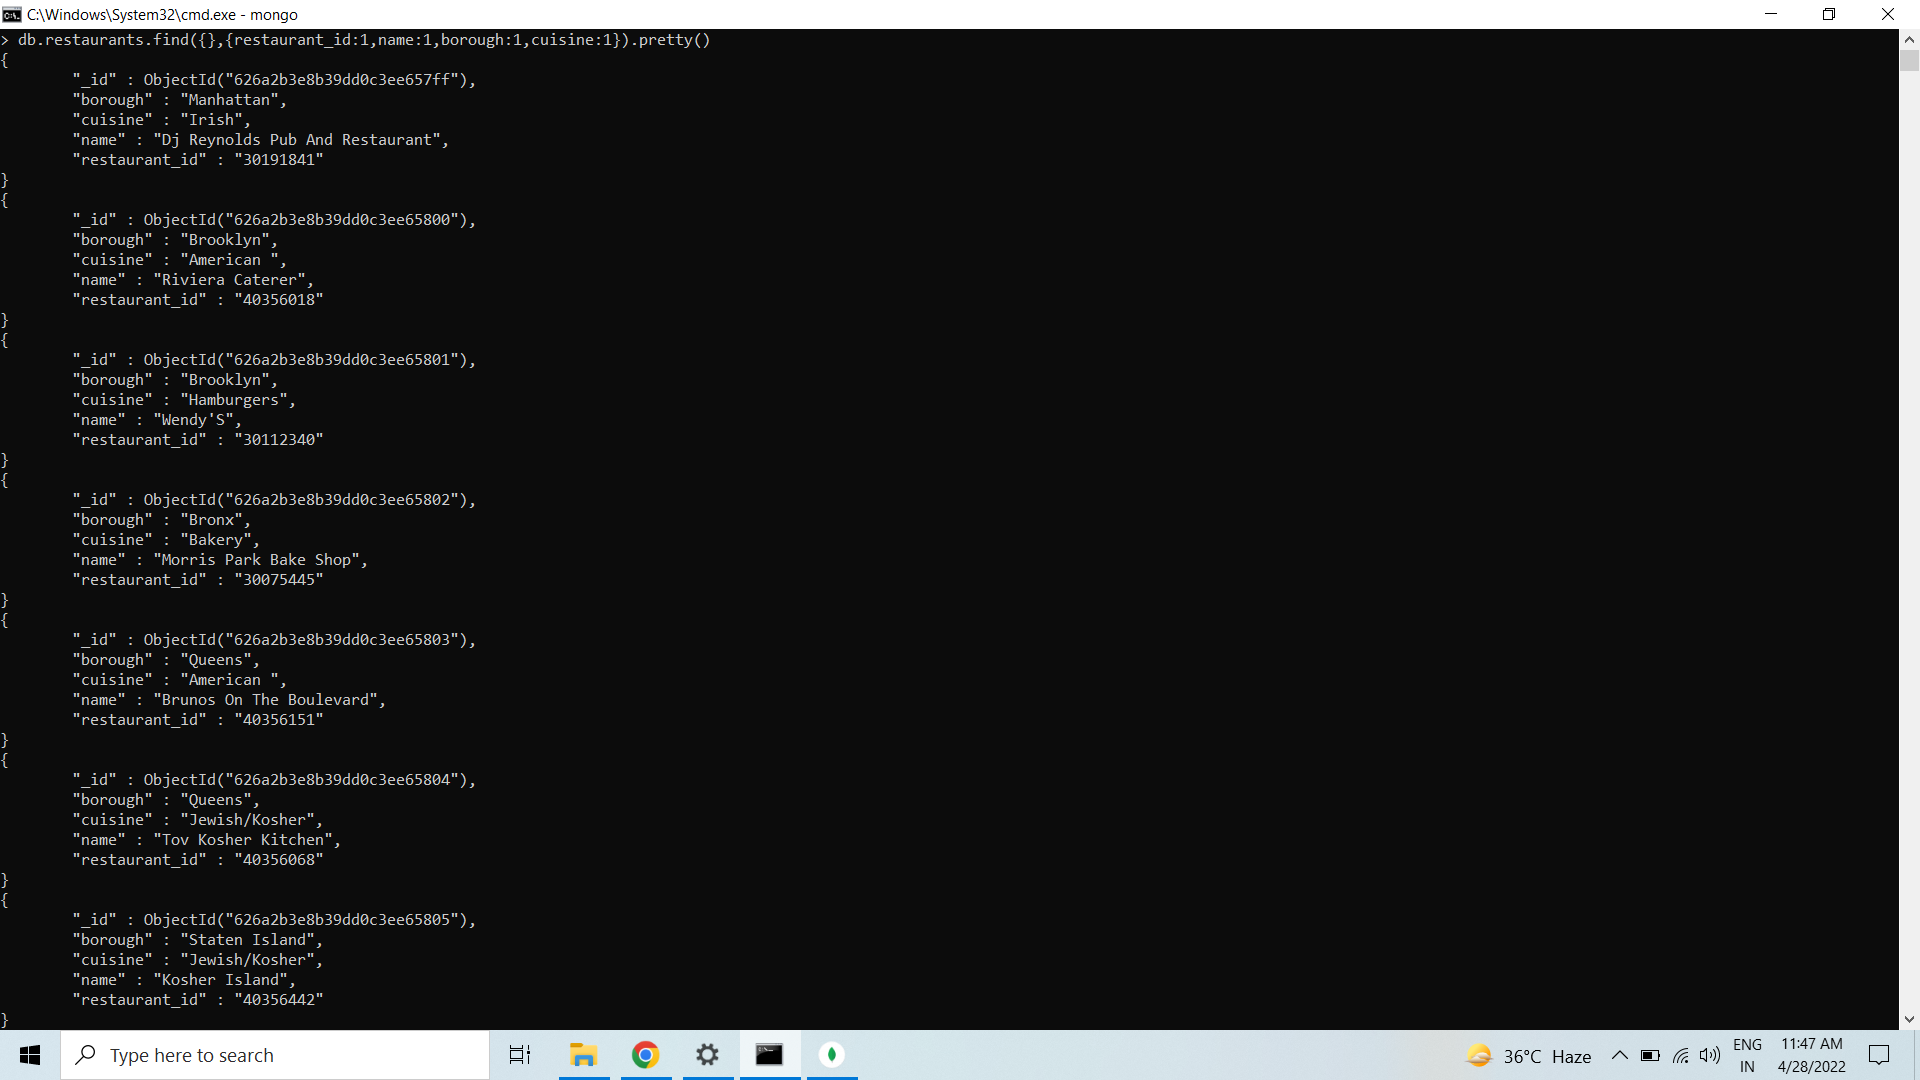 C:\Windows\System32\cmd.exe - mongo
> db.restaurants.find({},{restaurant_id:1,name:1,borough:1,cuisine:1}).pretty()
{
"_id" : ObjectId("626a2b3e8b39dd0c3ee657ff"),
"borough" : "Manhattan",
"cuisine" : "Irish",
"name" : "Dj Reynolds Pub And Restaurant",
"restaurant_id" : "30191841"
}
{
"_id" : ObjectId("626a2b3e8b39dd0c3ee65800"),
"borough" : "Brooklyn",
"cuisine" : "American ",
"name" : "Riviera Caterer",
"restaurant_id" : "40356018"
}
{
"_id" : ObjectId("626a2b3e8b39dd0c3ee65801"),
"borough" : "Brooklyn",
"cuisine" : "Hamburgers",
"name" : "Wendy'S",
"restaurant_id" : "30112340"
}
{
"_id" : ObjectId("626a2b3e8b39dd0c3ee65802"),
"borough" : "Bronx",
"cuisine" : "Bakery",
"name" : "Morris Park Bake Shop",
"restaurant_id" : "30075445"
}
{
"_id" : ObjectId("626a2b3e8b39dd0c3ee65803"),
"borough" : "Queens",
"cuisine" : "American ",
"name" : "Brunos On The Boulevard",
"restaurant_id" : "40356151"
}
{
"_id" : ObjectId("626a2b3e8b39dd0c3ee65804"),
"borough" : "Queens",
"cuisine" : "Jewish/Kosher",
"name" : "Tov Kosher Kitchen",
"restaurant_id" : "40356068"
}
{
"_id" : ObjectId("626a2b3e8b39dd0c3ee65805"),
"borough" : "Staten Island",
"cuisine" : "Jewish/Kosher",
"name" : "Kosher Island",
"restaurant_id" : "40356442"
}
Type here to search
36°C Haze
ENG
IN
11:47 AM
4/28/2022